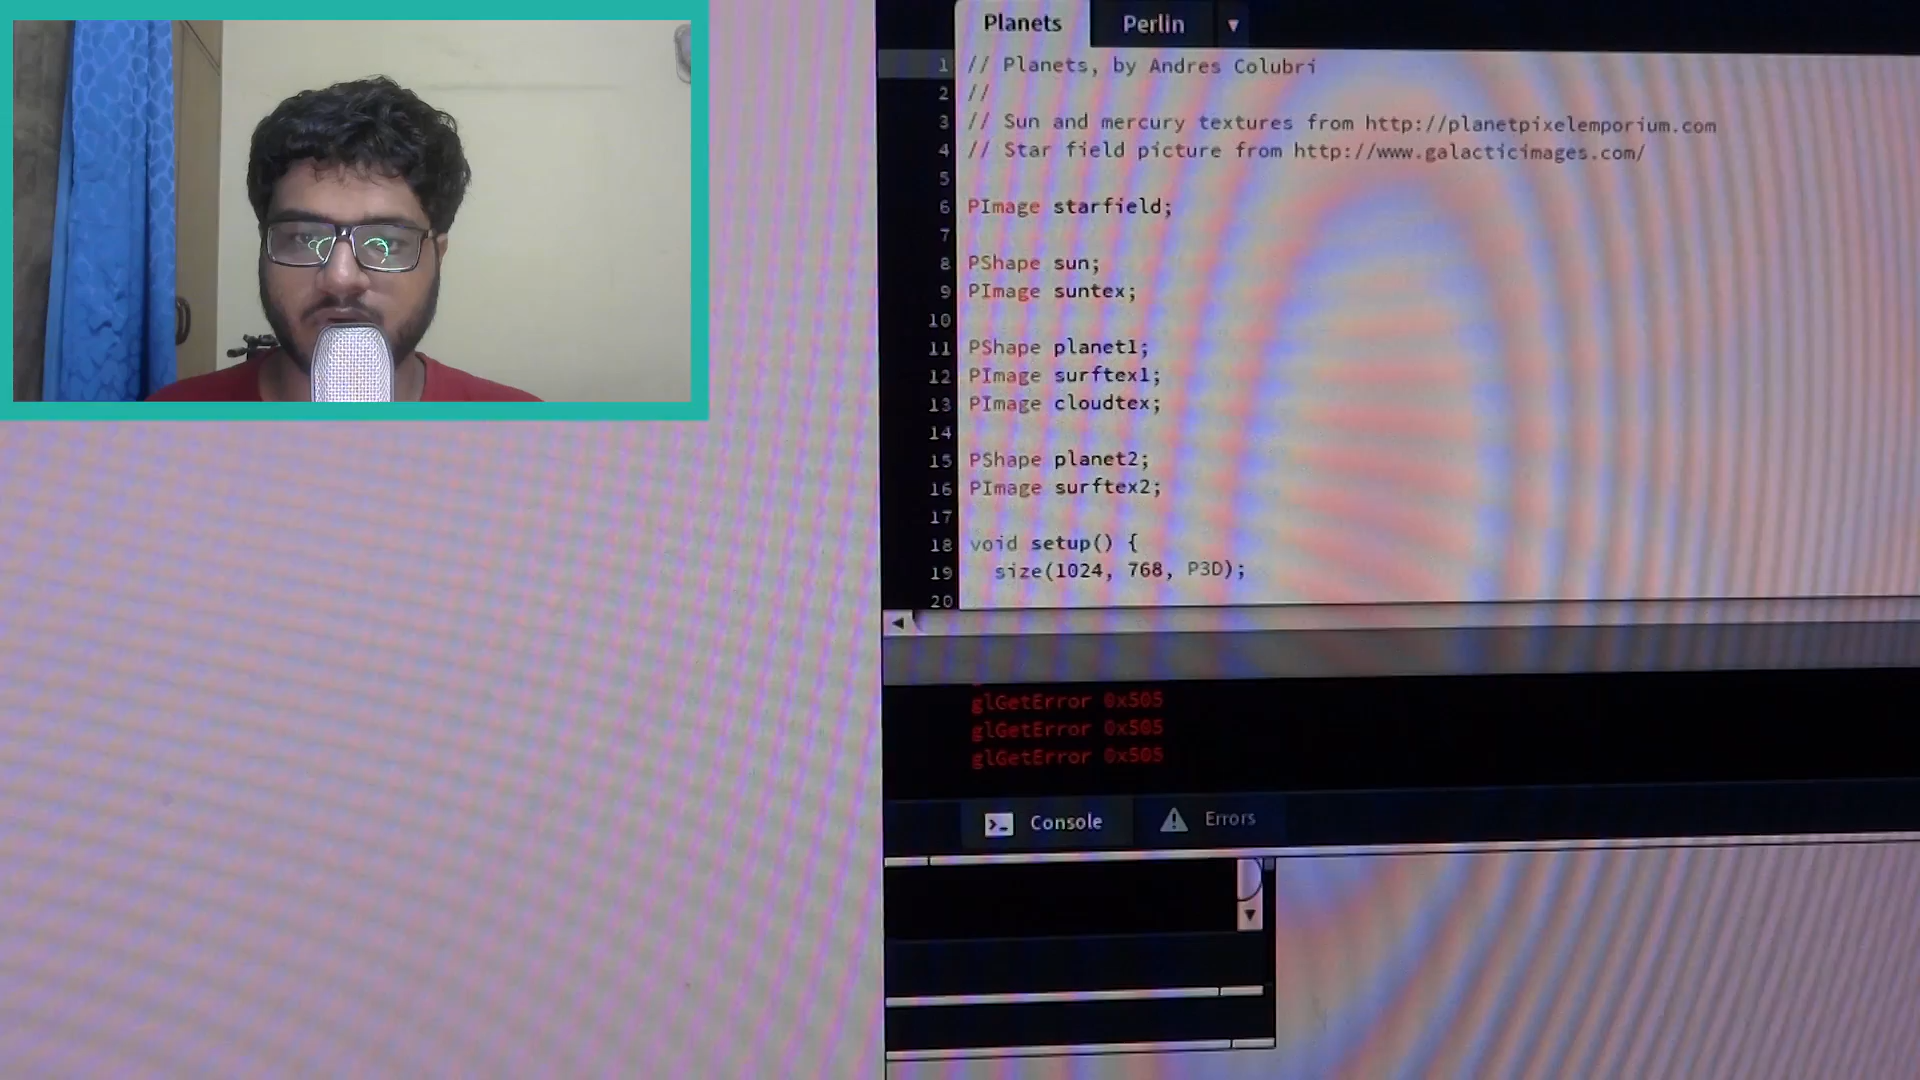 Planets Perlin
1 // Planets, by Andres Colubri
2 //
3 // Sun and mercury textures from http://planetpixelemporium.com
4 // Star field picture from http://www.galacticimages.com/
5
6 PImage starfield;
7
8 PShape sun;
9 PImage suntex;
10
11 PShape planet1;
12 PImage surftex1;
13 PImage cloudtex;
14
15 PShape planet2;
16 PImage surftex2;
17
18 void setup() {
19 size(1024, 768, P3D);
20
glGetError 0x505
glGetError 0x505
glGetError 0x505
Console Errors